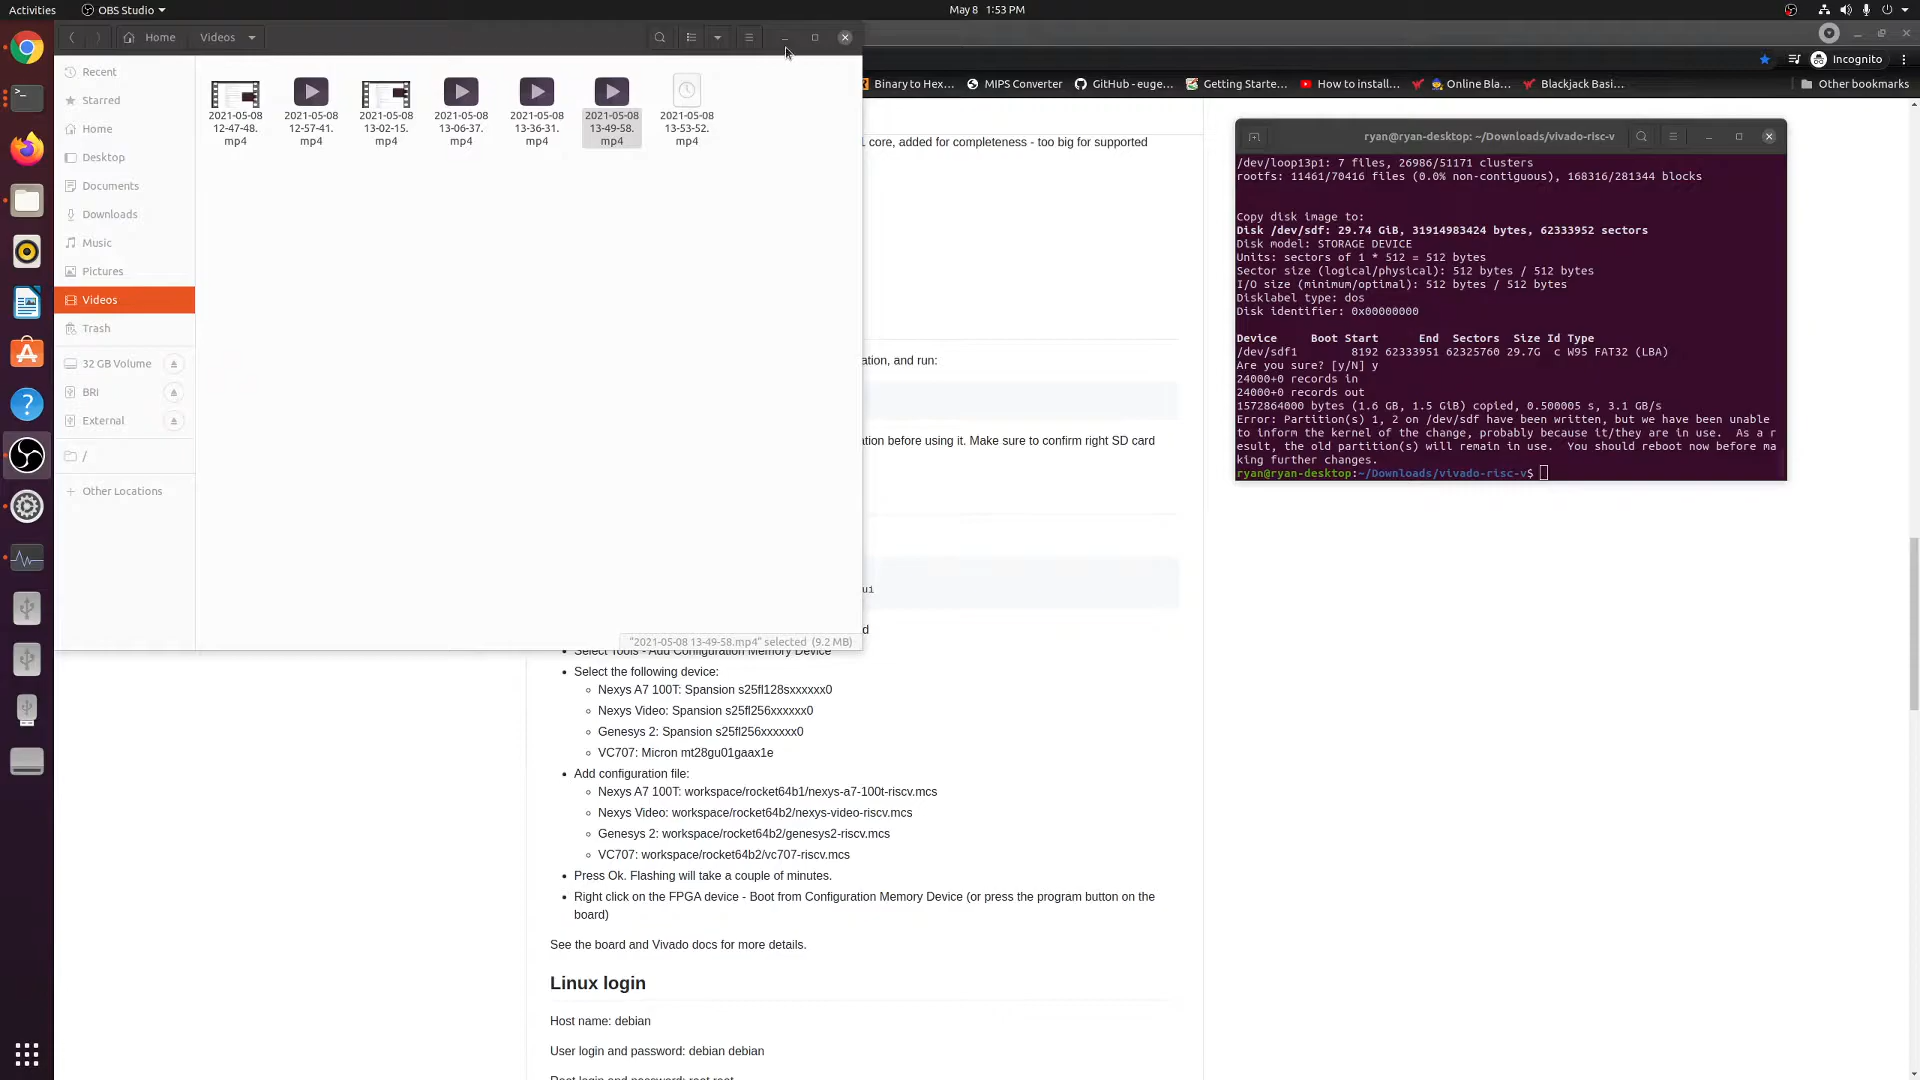 Activities
OBS Studio
May 8 1:53 PM
Home
Videos
Incognito
Binary to Hex...
MIPS Converter
GitHub - euge...
Getting Starte...
How to install...
Online Bla...
Blackjack Basi...
Other bookmarks
Recent
Starred
Home
Desktop
Documents
Downloads
Music
Pictures
Videos
Trash
32 GB Volume
BRI
External
/
Other Locations
2021-05-08
12-47-48.
mp4
2021-05-08
12-57-41.
mp4
2021-05-08
13-02-15.
mp4
2021-05-08
13-06-37.
mp4
2021-05-08
13-36-31.
mp4
2021-05-08
13-49-58.
mp4
2021-05-08
13-53-52.
mp4
"2021-05-08 13-49-58.mp4" selected (9.2 MB)
core, added for completeness - too big for supported
ation, and run:
ation before using it. Make sure to confirm right SD card
ui
d
Select Tools - Add Configuration Memory Device
Select the following device:
Nexys A7 100T: Spansion s25fl128sxxxxxx0
Nexys Video: Spansion s25fl256xxxxxx0
Genesys 2: Spansion s25fl256xxxxxx0
VC707: Micron mt28gu01gaax1e
Add configuration file:
Nexys A7 100T: workspace/rocket64b1/nexys-a7-100t-riscv.mcs
Nexys Video: workspace/rocket64b2/nexys-video-riscv.mcs
Genesys 2: workspace/rocket64b2/genesys2-riscv.mcs
VC707: workspace/rocket64b2/vc707-riscv.mcs
Press Ok. Flashing will take a couple of minutes.
Right click on the FPGA device - Boot from Configuration Memory Device (or press the program button on the
board)
See the board and Vivado docs for more details.
Linux login
Host name: debian
User login and password: debian debian
Root login and password: root root
ryan@ryan-desktop: ~/Downloads/vivado-risc-v
/dev/loop13p1: 7 files, 26986/51171 clusters
rootfs: 11461/70416 files (0.0% non-contiguous), 168316/281344 blocks
Copy disk image to:
Disk /dev/sdf: 29.74 GiB, 31914983424 bytes, 62333952 sectors
Disk model: STORAGE DEVICE
Units: sectors of 1 * 512 = 512 bytes
Sector size (logical/physical): 512 bytes / 512 bytes
I/O size (minimum/optimal): 512 bytes / 512 bytes
Disklabel type: dos
Disk identifier: 0x00000000
Device Boot Start End Sectors Size Id Type
/dev/sdf1 8192 62333951 62325760 29.7G c W95 FAT32 (LBA)
Are you sure? [y/N] y
24000+0 records in
24000+0 records out
1572864000 bytes (1.6 GB, 1.5 GiB) copied, 0.500005 s, 3.1 GB/s
Error: Partition(s) 1, 2 on /dev/sdf have been written, but we have been unable
to inform the kernel of the change, probably because it/they are in use. As a r
esult, the old partition(s) will remain in use. You should reboot now before ma
king further changes.
ryan@ryan-desktop:~/Downloads/vivado-risc-v$